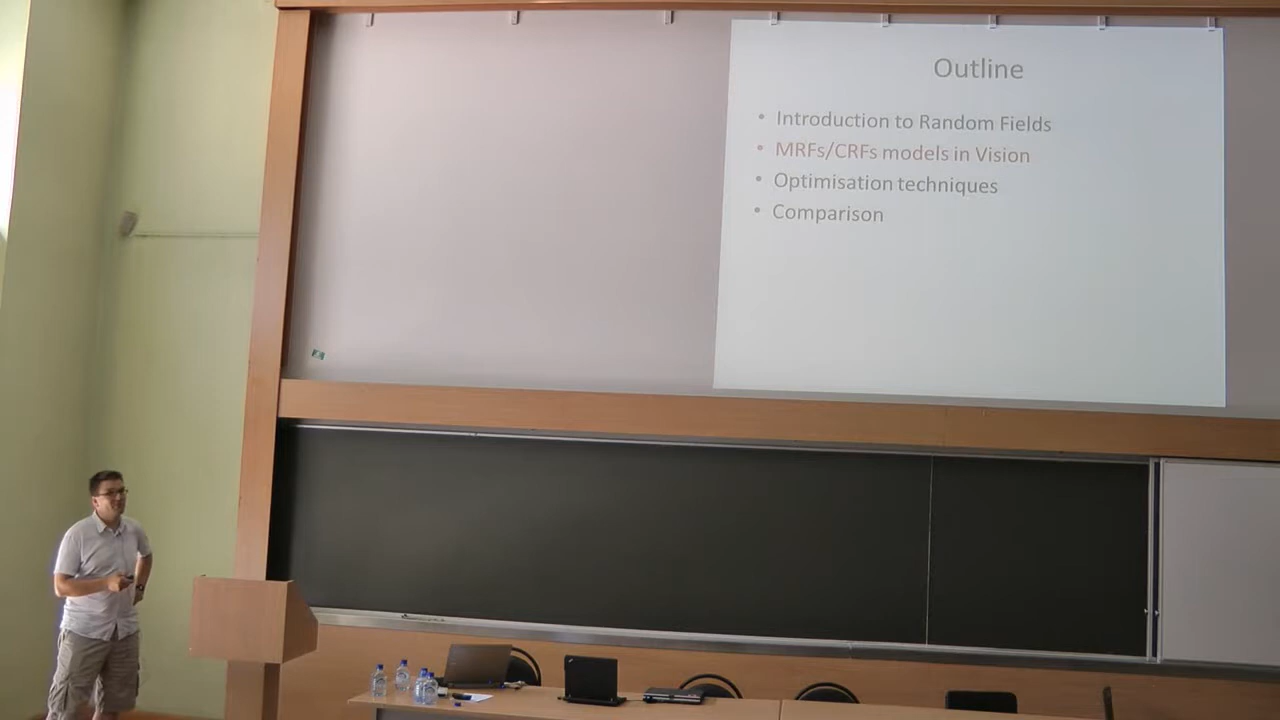 Outline
• Introduction to Random Fields
• MRFs/CRFs models in Vision
• Optimisation techniques
• Comparison